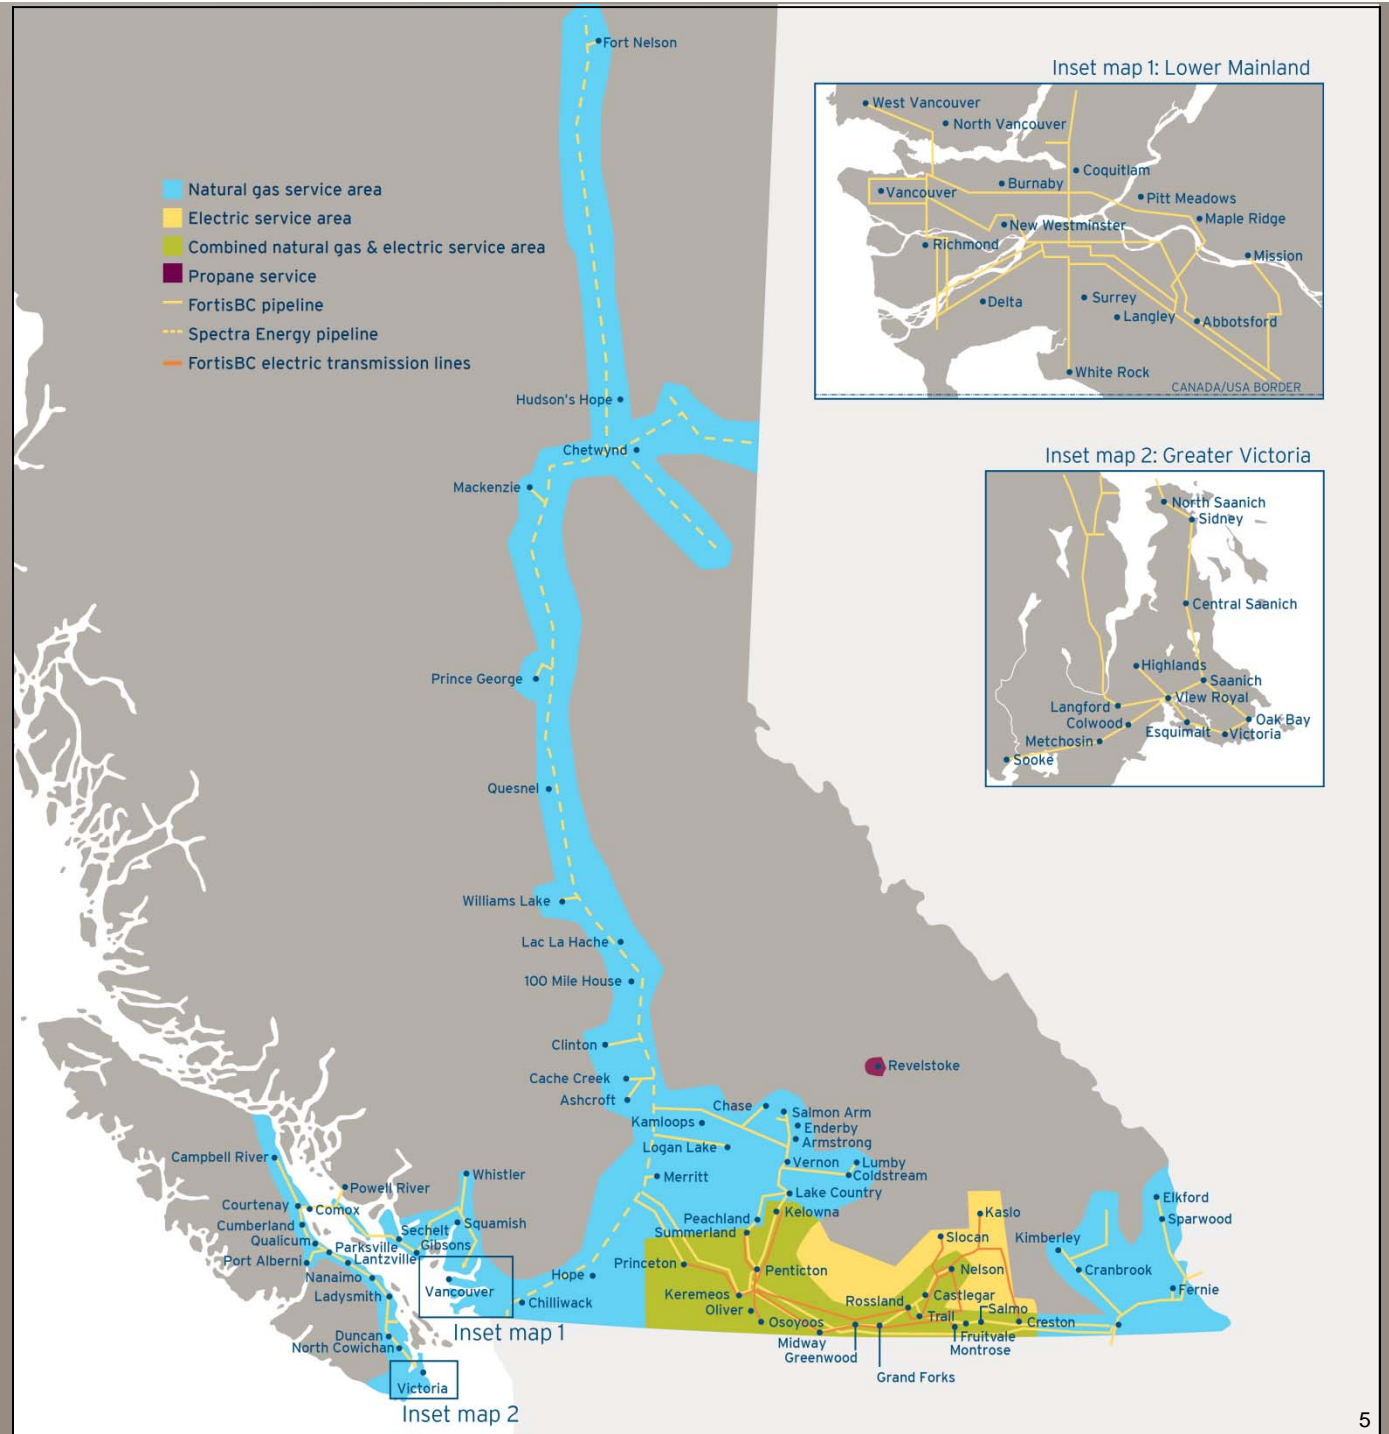 Fort Nelson
Inset map 1: Lower Mainland
West Vancouver
North Vancouver
Coquitlam
Burnaby
Vancouver
Pitt Meadows
Maple Ridge
New Westminster
Richmond
Mission
Delta
Surrey
Langley
Abbotsford
White Rock
CANADA/USA BORDER
Natural gas service area
Electric service area
Combined natural gas & electric service area
Propane service
FortisBC pipeline
Spectra Energy pipeline
FortisBC electric transmission lines
Hudson's Hope
Chetwynd
Mackenzie
Inset map 2: Greater Victoria
North Saanich
Sidney
Central Saanich
Highlands
Saanich
View Royal
Langford
Colwood
Oak Bay
Esquimalt
Victoria
Metchosin
Sooke
Prince George
Quesnel
Williams Lake
Lac La Hache
100 Mile House
Clinton
Cache Creek
Ashcroft
Revelstoke
Chase
Salmon Arm
Kamloops
Enderby
Armstrong
Logan Lake
Vernon
Lumby
Coldstream
Merritt
Lake Country
Kelowna
Peachland
Summerland
Campbell River
Whistler
Powell River
Courtenay
Comox
Cumberland
Qualicum
Sechelt
Squamish
Parksville
Gibsons
Port Alberni
Lantzville
Nanaimo
Ladysmith
Vancouver
Hope
Chilliwack
Inset map 1
Duncan
North Cowichan
Victoria
Inset map 2
Princeton
Penticton
Keremeos
Oliver
Osoyoos
Midway
Greenwood
Grand Forks
Kaslo
Slocan
Nelson
Castlegar
Rossland
Trail
Salmo
Fruitvale
Montrose
Creston
Kimberley
Cranbrook
Elkford
Sparwood
Fernie
5